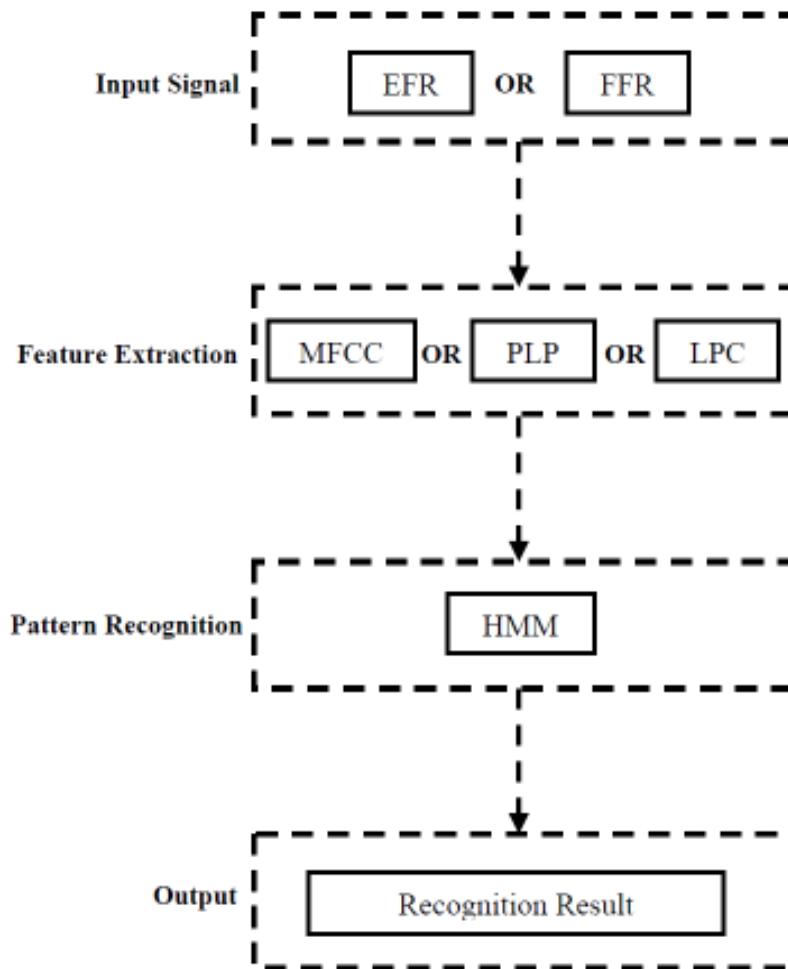 Input Signal EFR OR FFR
Feature Extraction MFCC OR PLP OR LPC
Pattern Recognition HMM
Output Recognition Result